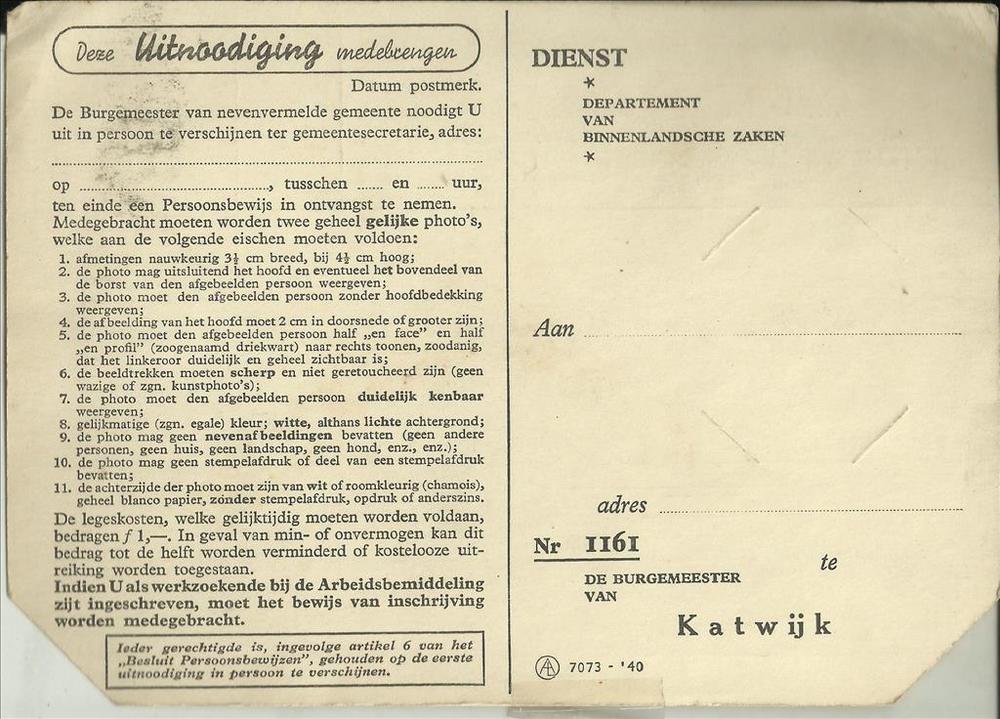 Deze Uitnoodiging medebrengen
Datum postmerk.
De Burgemeester van nevenvermelde gemeente noodigt U
uit in persoon te verschijnen ter gemeentesecretarie, adres:
op ..............................., tusschen ....... en ....... uur,
ten einde een Persoonsbewijs in ontvangst te nemen.
Medegebracht moeten worden twee geheel gelijke photo's,
welke aan de volgende eischen moeten voldoen:
1. afmetingen nauwkeurig 3½ cm breed, bij 4½ cm hoog;
2. de photo mag uitsluitend het hoofd en eventueel het bovendeel van
de borst van den afgebeelden persoon weergeven;
3. de photo moet den afgebeelden persoon zonder hoofdbedekking
weergeven;
4. de afbeelding van het hoofd moet 2 cm in doorsnede of grooter zijn;
5. de photo moet den afgebeelden persoon half „en face" en half
„en profil" (zoogenaamd driekwart) naar rechts toonen, zoodanig,
dat het linkeroor duidelijk en geheel zichtbaar is;
6. de beeldtrekken moeten scherp en niet geretoucheerd zijn (geen
wazige of zgn. kunstphoto's);
7. de photo moet den afgebeelden persoon duidelijk kenbaar
weergeven;
8. gelijkmatige (zgn. egale) kleur; witte, althans lichte achtergrond;
9. de photo mag geen nevenafbeeldingen bevatten (geen andere
personen, geen huis, geen landschap, geen hond, enz., enz.);
10. de photo mag geen stempelafdruk of deel van een stempelafdruk
bevatten;
11. de achterzijde der photo moet zijn van wit of roomkleurig (chamois),
geheel blanco papier, zónder stempelafdruk, opdruk of anderszins.
De legeskosten, welke gelijktijdig moeten worden voldaan,
bedragen f 1,—. In geval van min- of onvermogen kan dit
bedrag tot de helft worden verminderd of kostelooze uit-
reiking worden toegestaan.
Indien U als werkzoekende bij de Arbeidsbemiddeling
zijt ingeschreven, moet het bewijs van inschrijving
worden medegebracht.
Ieder gerechtigde is, ingevolge artikel 6 van het
„Besluit Persoonsbewijzen", gehouden op de eerste
uitnoodiging in persoon te verschijnen.
DIENST
*
DEPARTEMENT
VAN
BINNENLANDSCHE ZAKEN
*
Aan
adres
Nr 1161
te
DE BURGEMEESTER
VAN
Katwijk
AL 7073 - '40